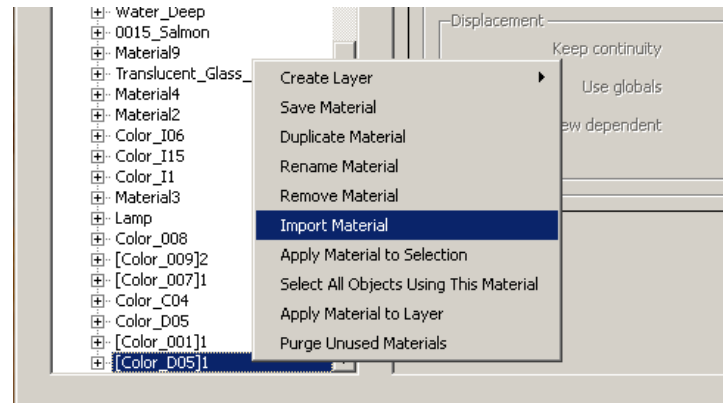 Water_Deep
0015_Salmon
Material9
Translucent_Glass_
Material4
Material2
Color_I06
Color_I15
Color_I1
Material3
Lamp
Color_008
[Color_009]2
[Color_007]1
Color_C04
Color_D05
[Color_001]1
[Color_D05]1
Create Layer
Save Material
Duplicate Material
Rename Material
Remove Material
Import Material
Apply Material to Selection
Select All Objects Using This Material
Apply Material to Layer
Purge Unused Materials
Displacement
Keep continuity
Use globals
ew dependent